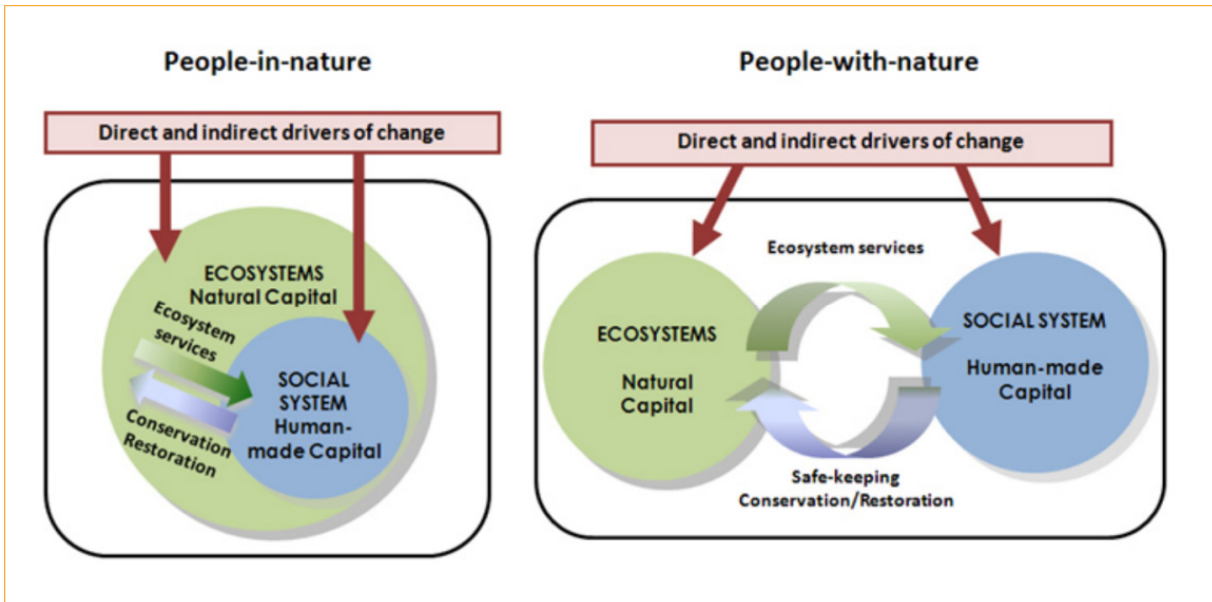 People-in-nature
Direct and indirect drivers of change
ECOSYSTEMS
Natural Capital
Ecosystem
services
SOCIAL
SYSTEM
Human-
made Capital
Conservation
Restoration
People-with-nature
Direct and indirect drivers of change
Ecosystem services
ECOSYSTEMS
Natural
Capital
SOCIAL SYSTEM
Human-made
Capital
Safe-keeping
Conservation/Restoration